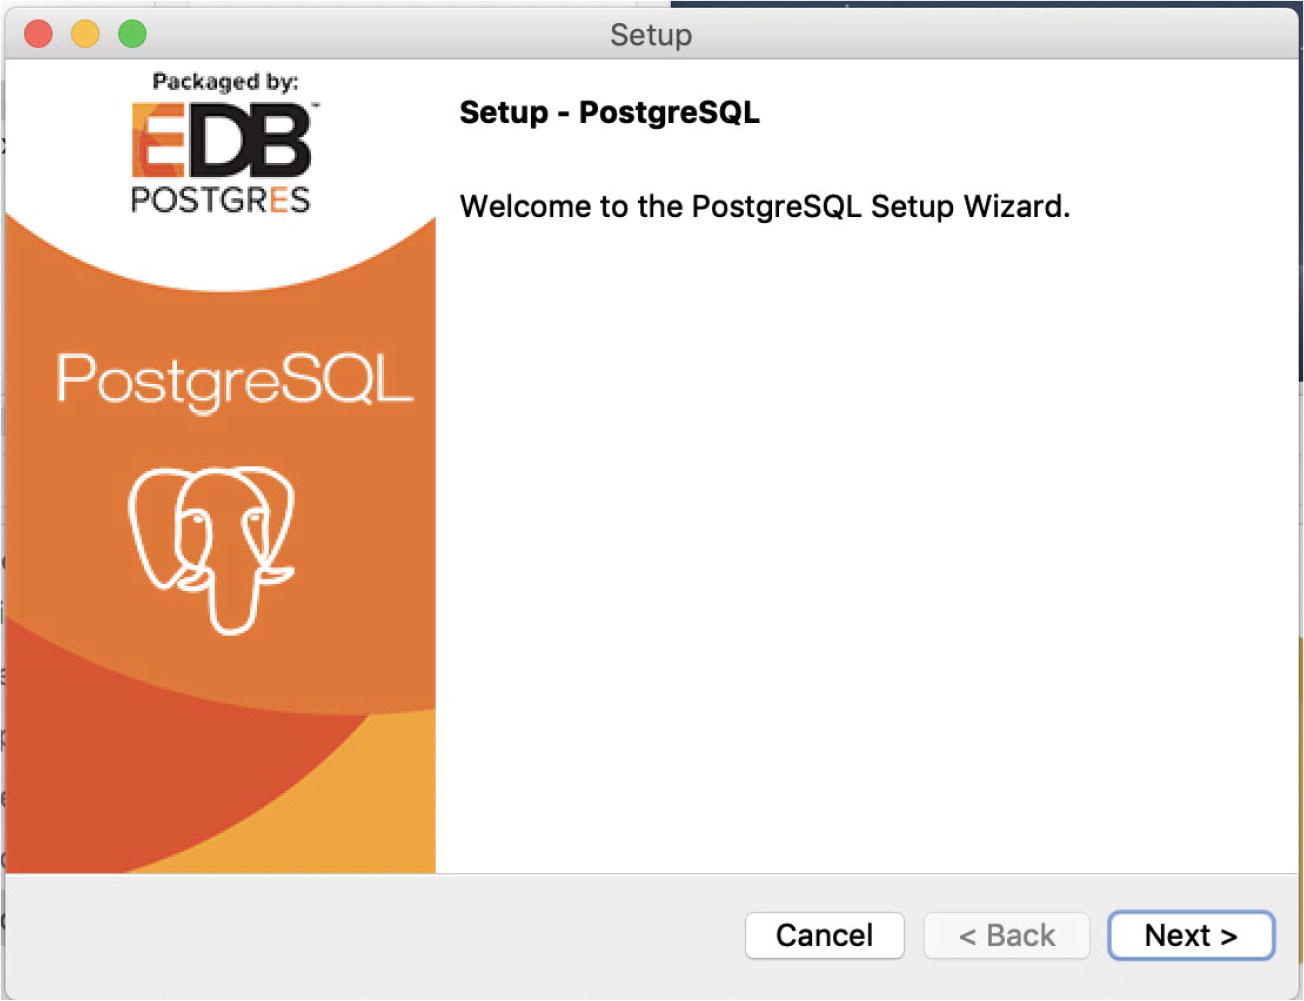 Setup
Packaged by:
EDB™
POSTGRES
PostgreSQL
Setup - PostgreSQL
Welcome to the PostgreSQL Setup Wizard.
Cancel
< Back
Next >